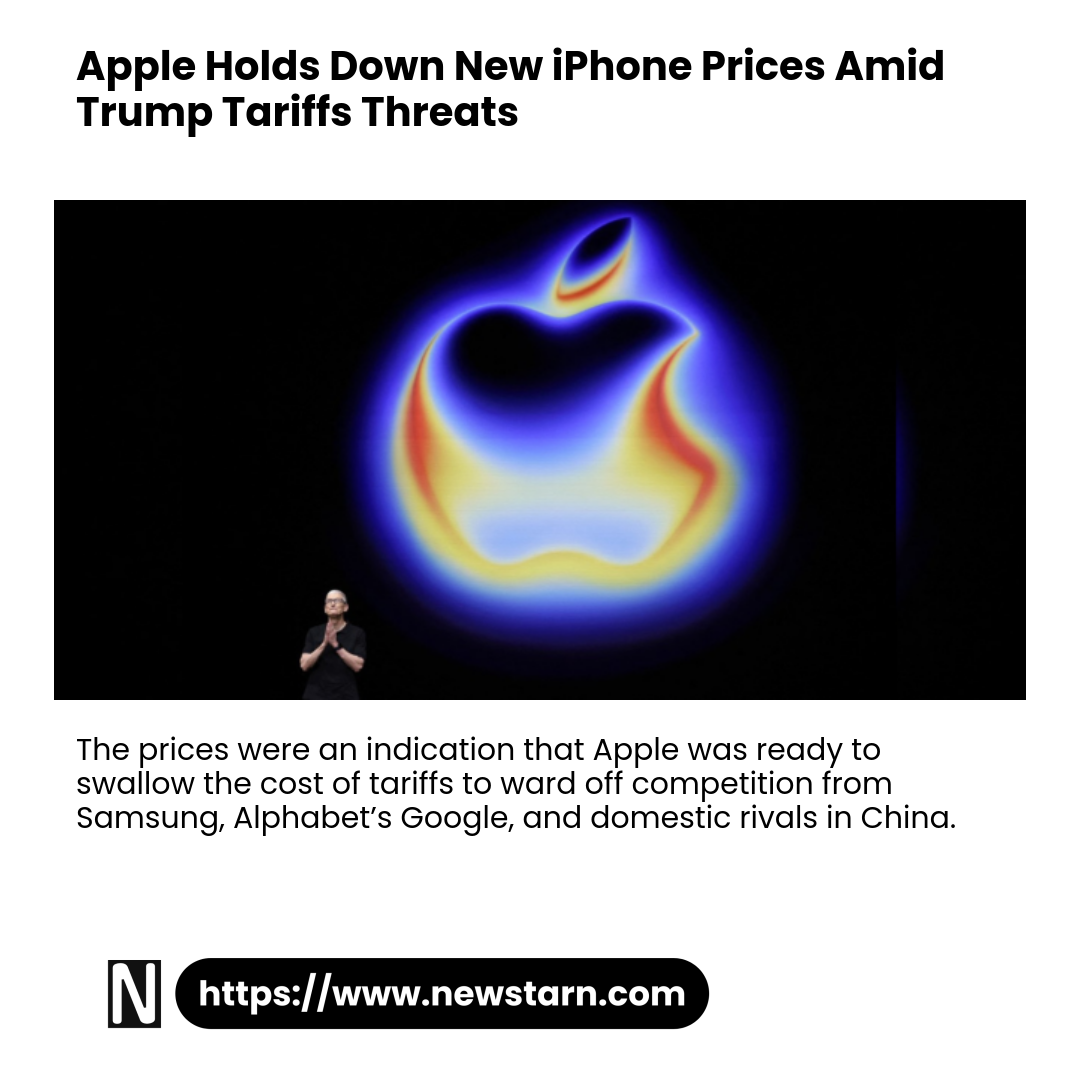 Apple Holds Down New iPhone Prices Amid
Trump Tariffs Threats
The prices were an indication that Apple was ready to
swallow the cost of tariffs to ward off competition from
Samsung, Alphabet’s Google, and domestic rivals in China.
N
https://www.newstarn.com